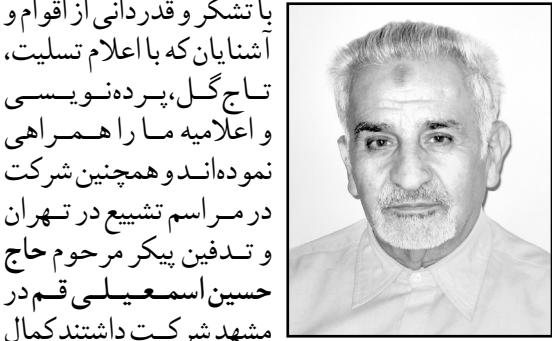 با تشکر و قدردانی از اقوام و
آشنایان که با اعلام تسلیت،
تاج گل، پرده‌نویسی
و اعلامیه ما را همراهی
نموده‌اند و همچنین شرکت
در مراسم تشییع در تهران
و تدفین پیکر مرحوم حاج
حسین اسمعیلی قم در
مشهد شرکت داشتند کمال